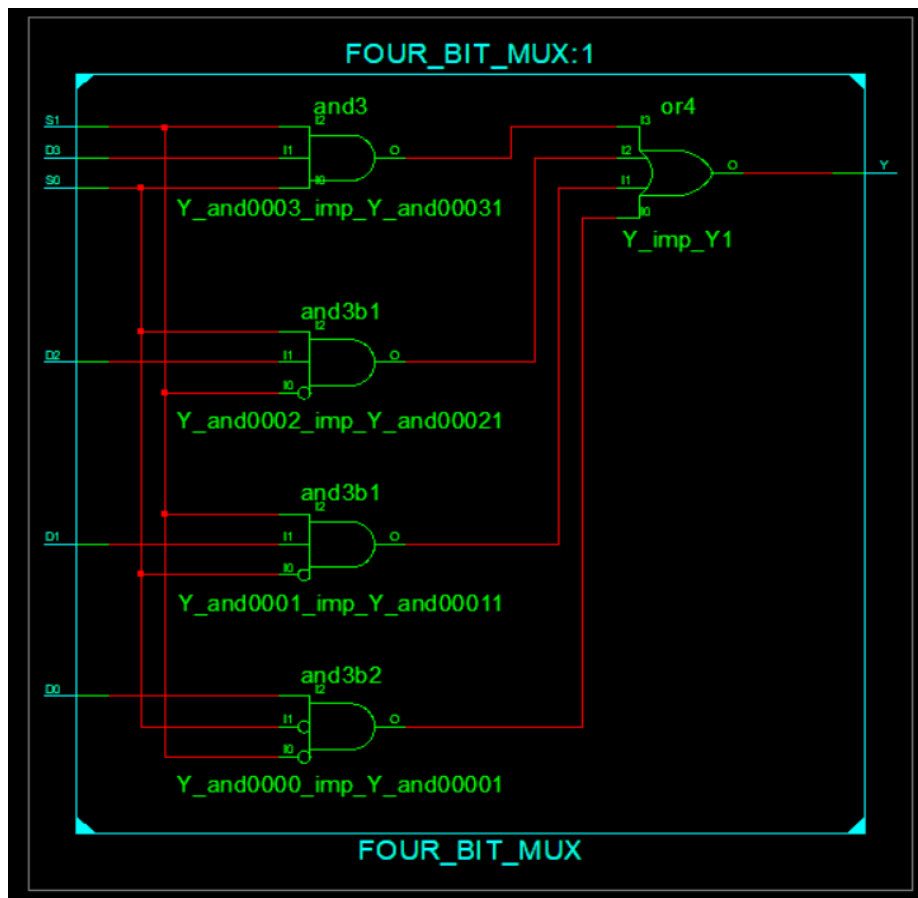 FOUR_BIT_MUX:1
and3
or4
S1
I2
I3
D3
I1
O
I2
O
Y
S0
I0
I1
Y_and0003_imp_Y_and00031
I0
Y_imp_Y1
and3b1
I2
D2
I1
O
I0
Y_and0002_imp_Y_and00021
and3b1
I2
D1
I1
O
I0
Y_and0001_imp_Y_and00011
and3b2
D0
I2
I1
O
I0
Y_and0000_imp_Y_and00001
FOUR_BIT_MUX